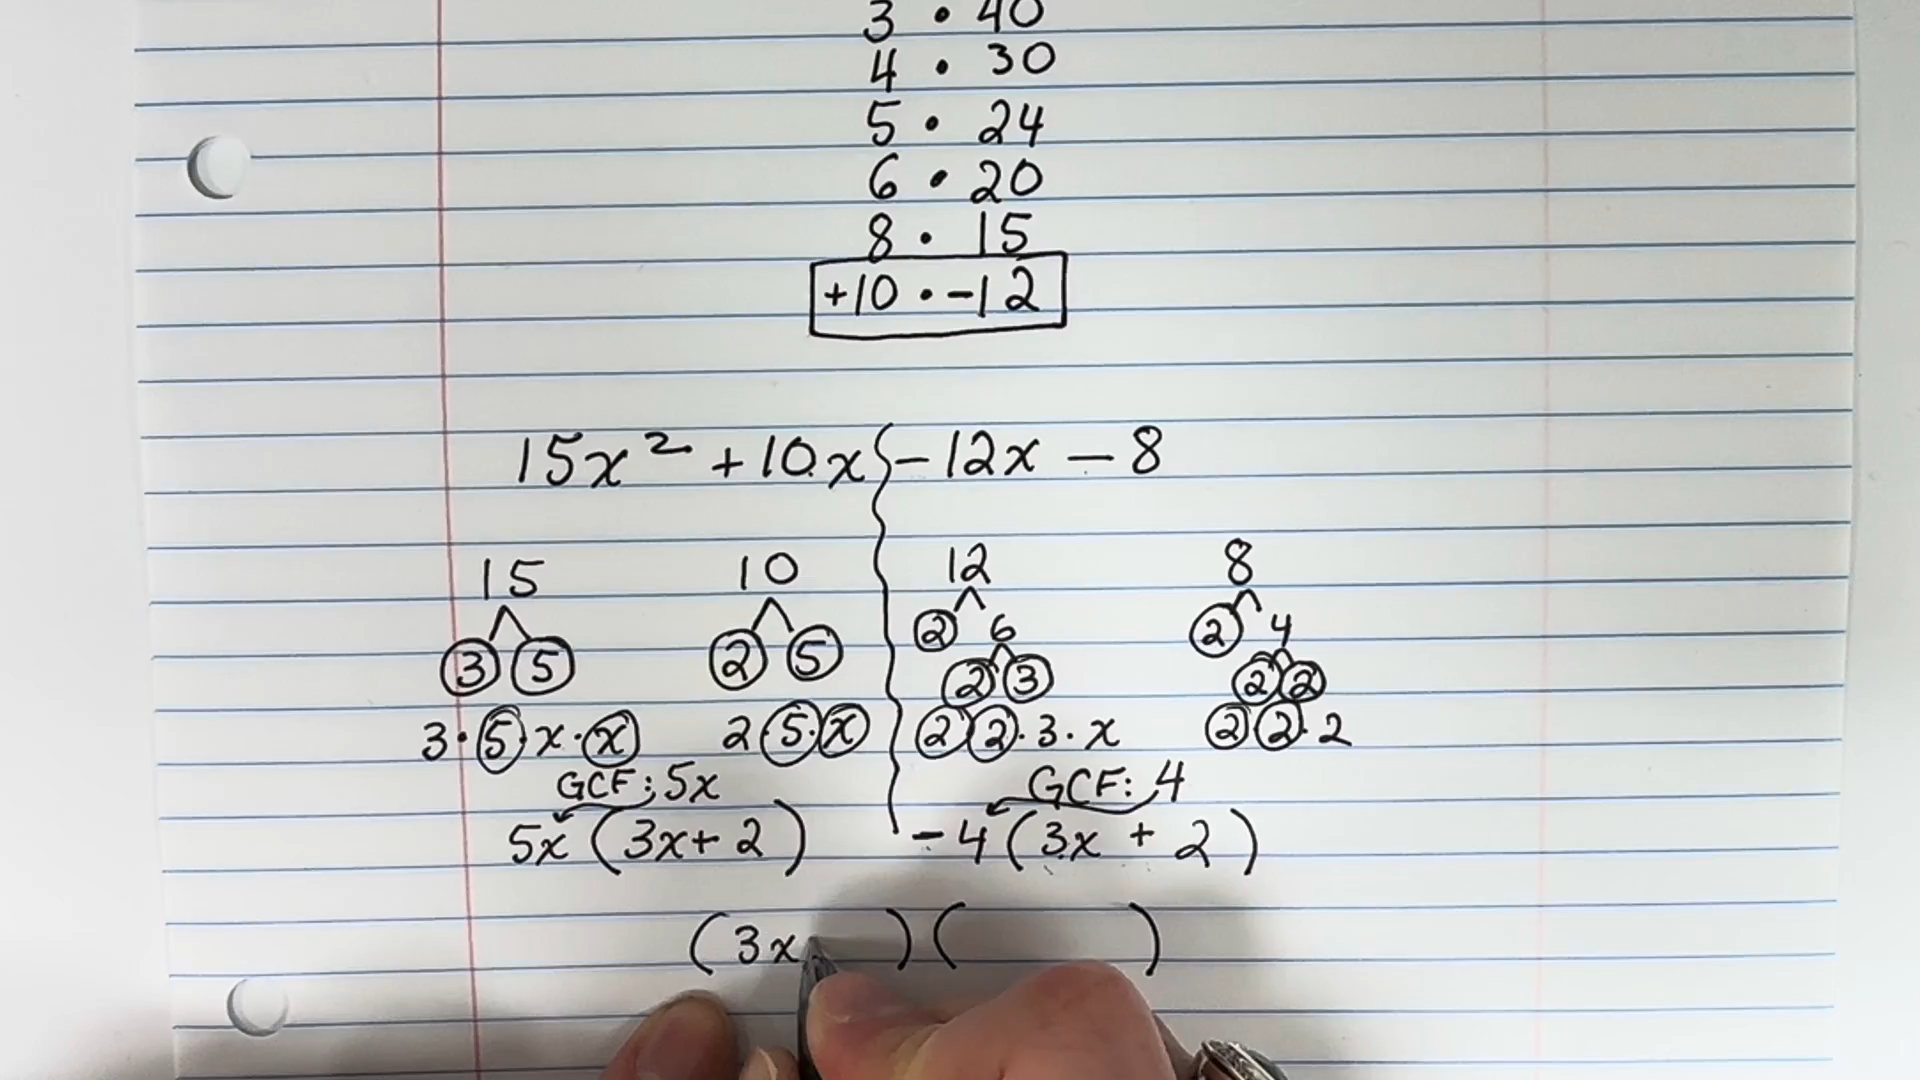 3 · 40
4 · 30
5 · 24
6 · 20
8 · 15
+10 · -12
15x² + 10x - 12x - 8
15 10 12 8
3 5 2 5 2 6 2 4
2 3 2 2
3 · 5 · x · x 2 · 5 · x 2 · 2 · 3 · x 2 · 2 · 2
GCF: 5x GCF: 4
5x (3x + 2) - 4 (3x + 2)
(3x ) ( )